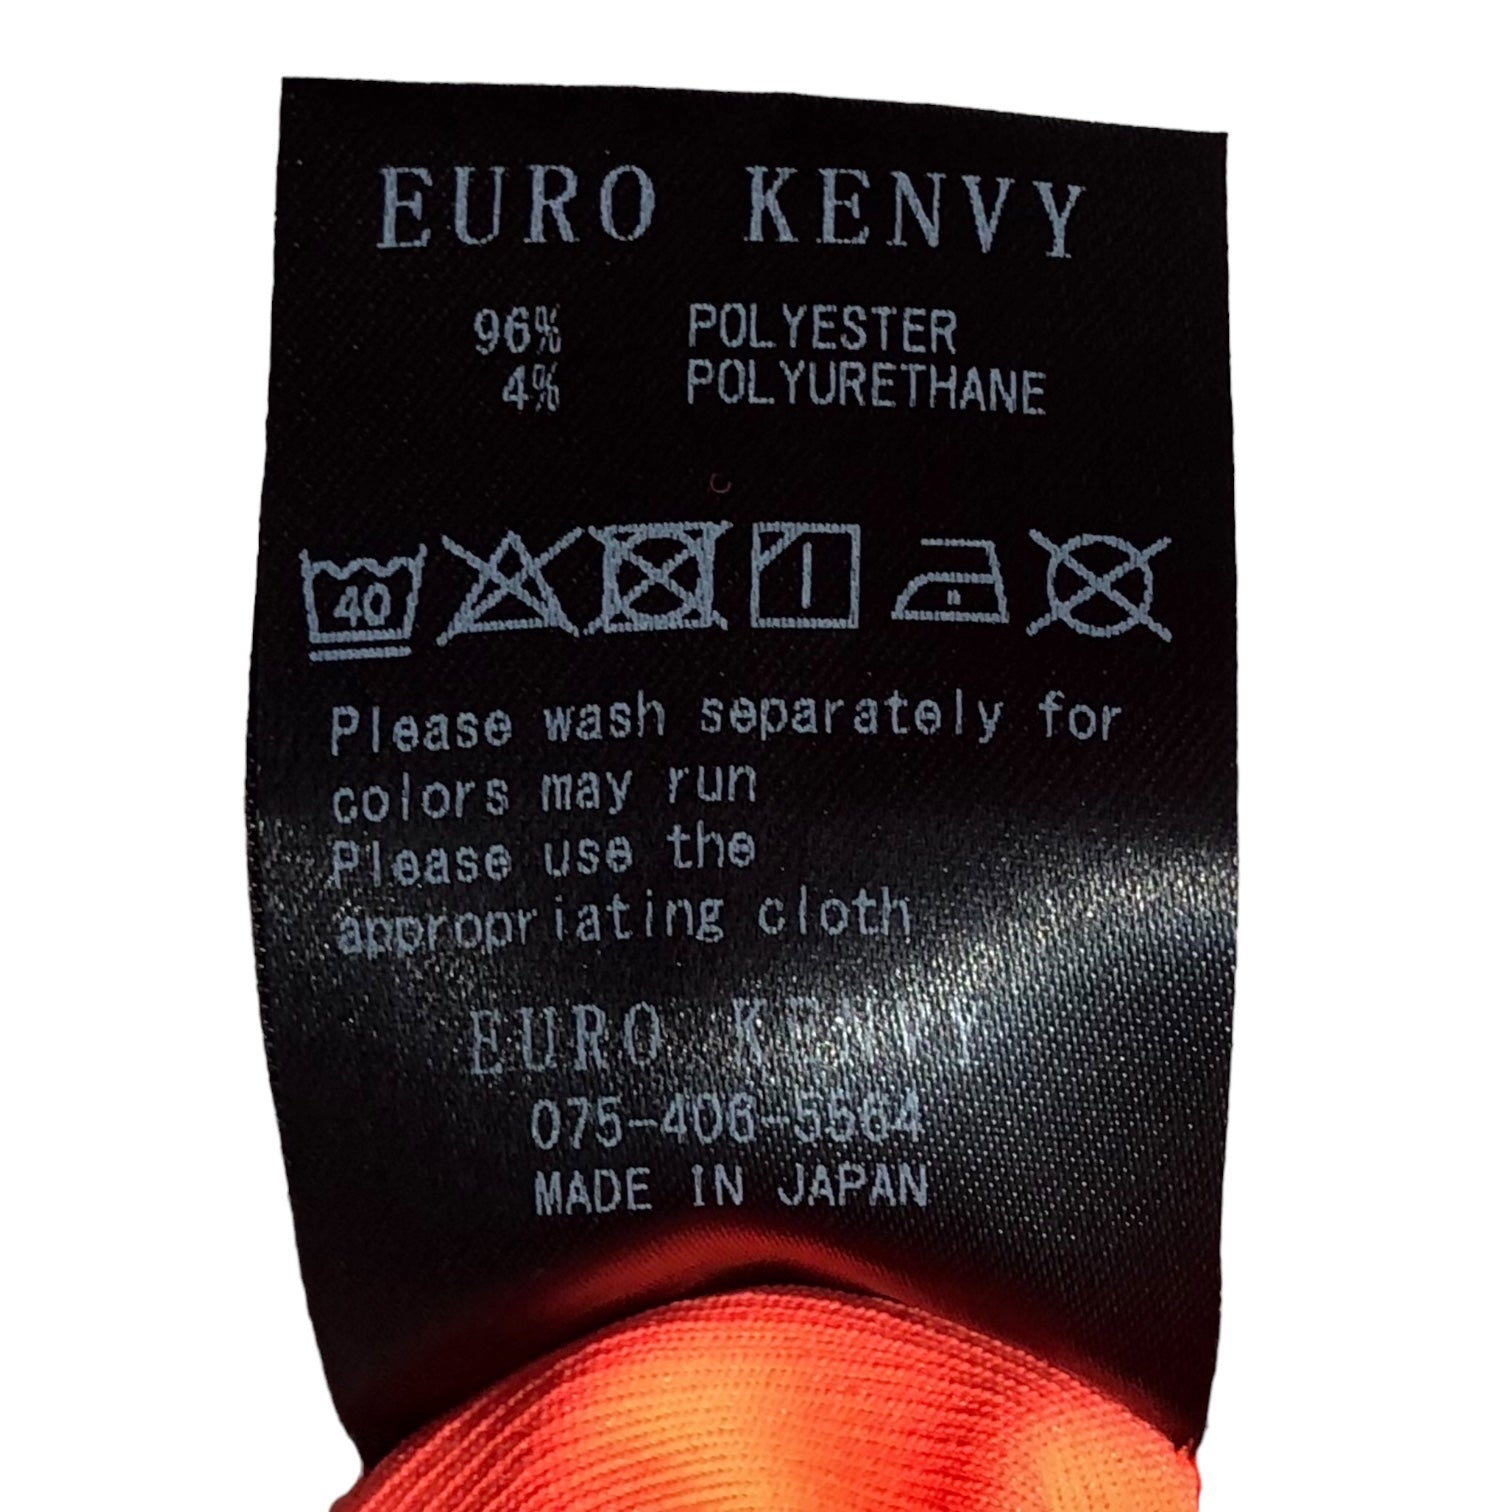 EURO KENVY
96% POLYESTER
4% POLYURETHANE
40
Please wash separately for
colors may run
Please use the
appropriating cloth
EURO KENVY
075-406-5564
MADE IN JAPAN